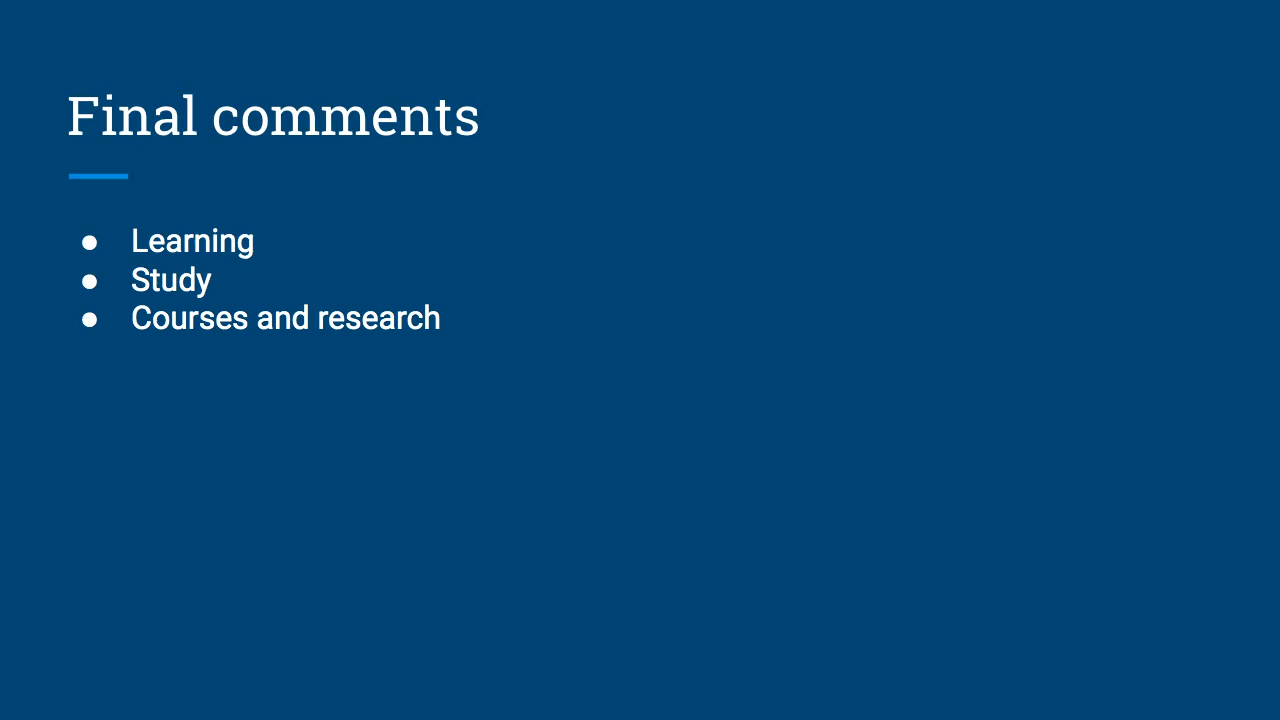 Final comments
● Learning
● Study
● Courses and research